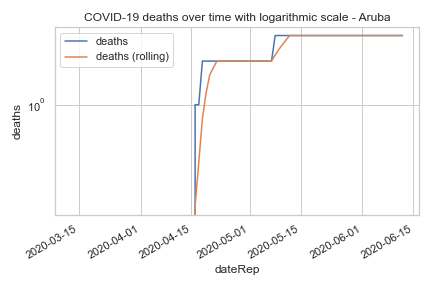 COVID-19 deaths over time with logarithmic scale - Aruba
deaths
deaths (rolling)
deaths
10⁰
2020-03-15
2020-04-01
2020-04-15
2020-05-01
2020-05-15
2020-06-01
2020-06-15
dateRep